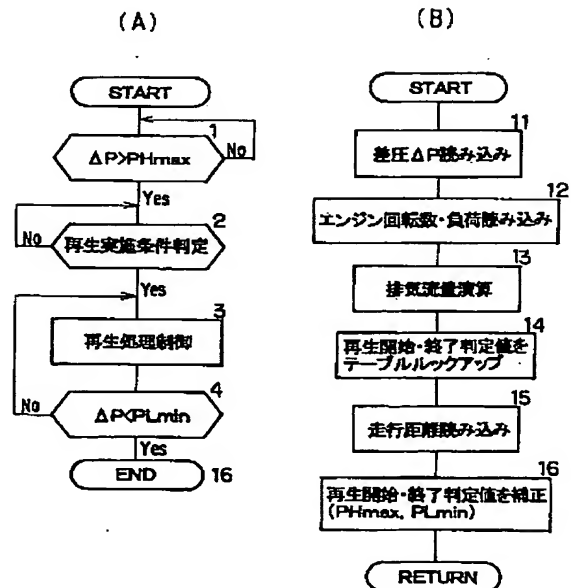 (A)
START
1
ΔP>PHmax
No
Yes
2
再生実施条件判定
No
Yes
3
再生処理制御
4
ΔP<PLmin
No
Yes
END
16
(B)
START
11
差圧ΔP読み込み
12
エンジン回転数・負荷読み込み
13
排気流量演算
14
再生開始・終了判定値を
テーブルルックアップ
15
走行距離読み込み
16
再生開始・終了判定値を補正
(PHmax, PLmin)
RETURN